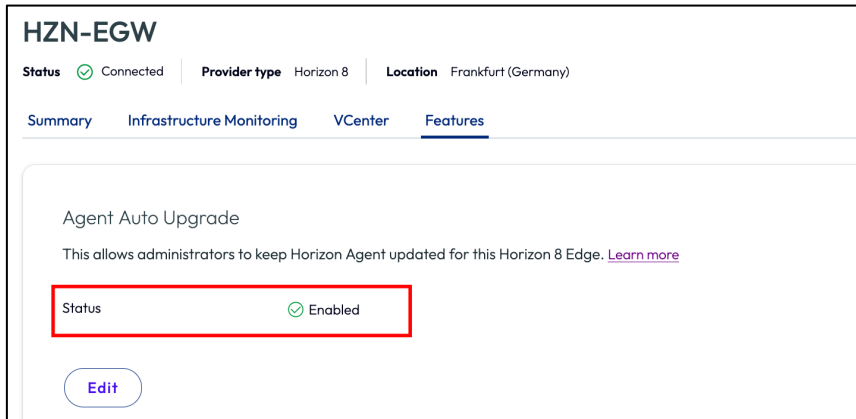 HZN-EGW
Status Connected Provider type Horizon 8 Location Frankfurt (Germany)
Summary Infrastructure Monitoring VCenter Features
Agent Auto Upgrade
This allows administrators to keep Horizon Agent updated for this Horizon 8 Edge. Learn more
Status Enabled
Edit